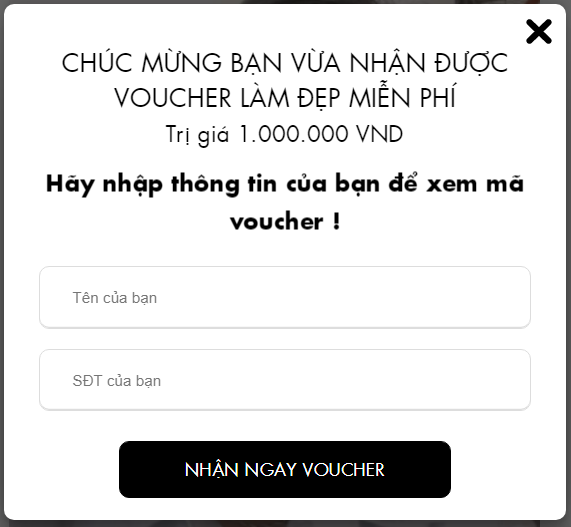 CHÚC MỪNG BẠN VỪA NHẬN ĐƯỢC
VOUCHER LÀM ĐẸP MIỄN PHÍ
Trị giá 1.000.000 VND
Hãy nhập thông tin của bạn để xem mã
voucher !
Tên của bạn
SĐT của bạn
NHẬN NGAY VOUCHER